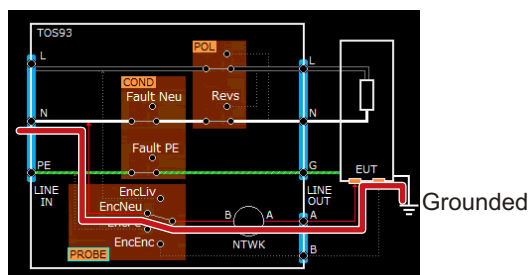 TOS93
L
POL
L
COND
Fault Neu
Revs
N
N
Fault PE
PE
G
EUT
LINE
IN
EncLiv
LINE
OUT
EncNeu
B
A
A
Grounded
EncEnc
NTWK
PROBE
B